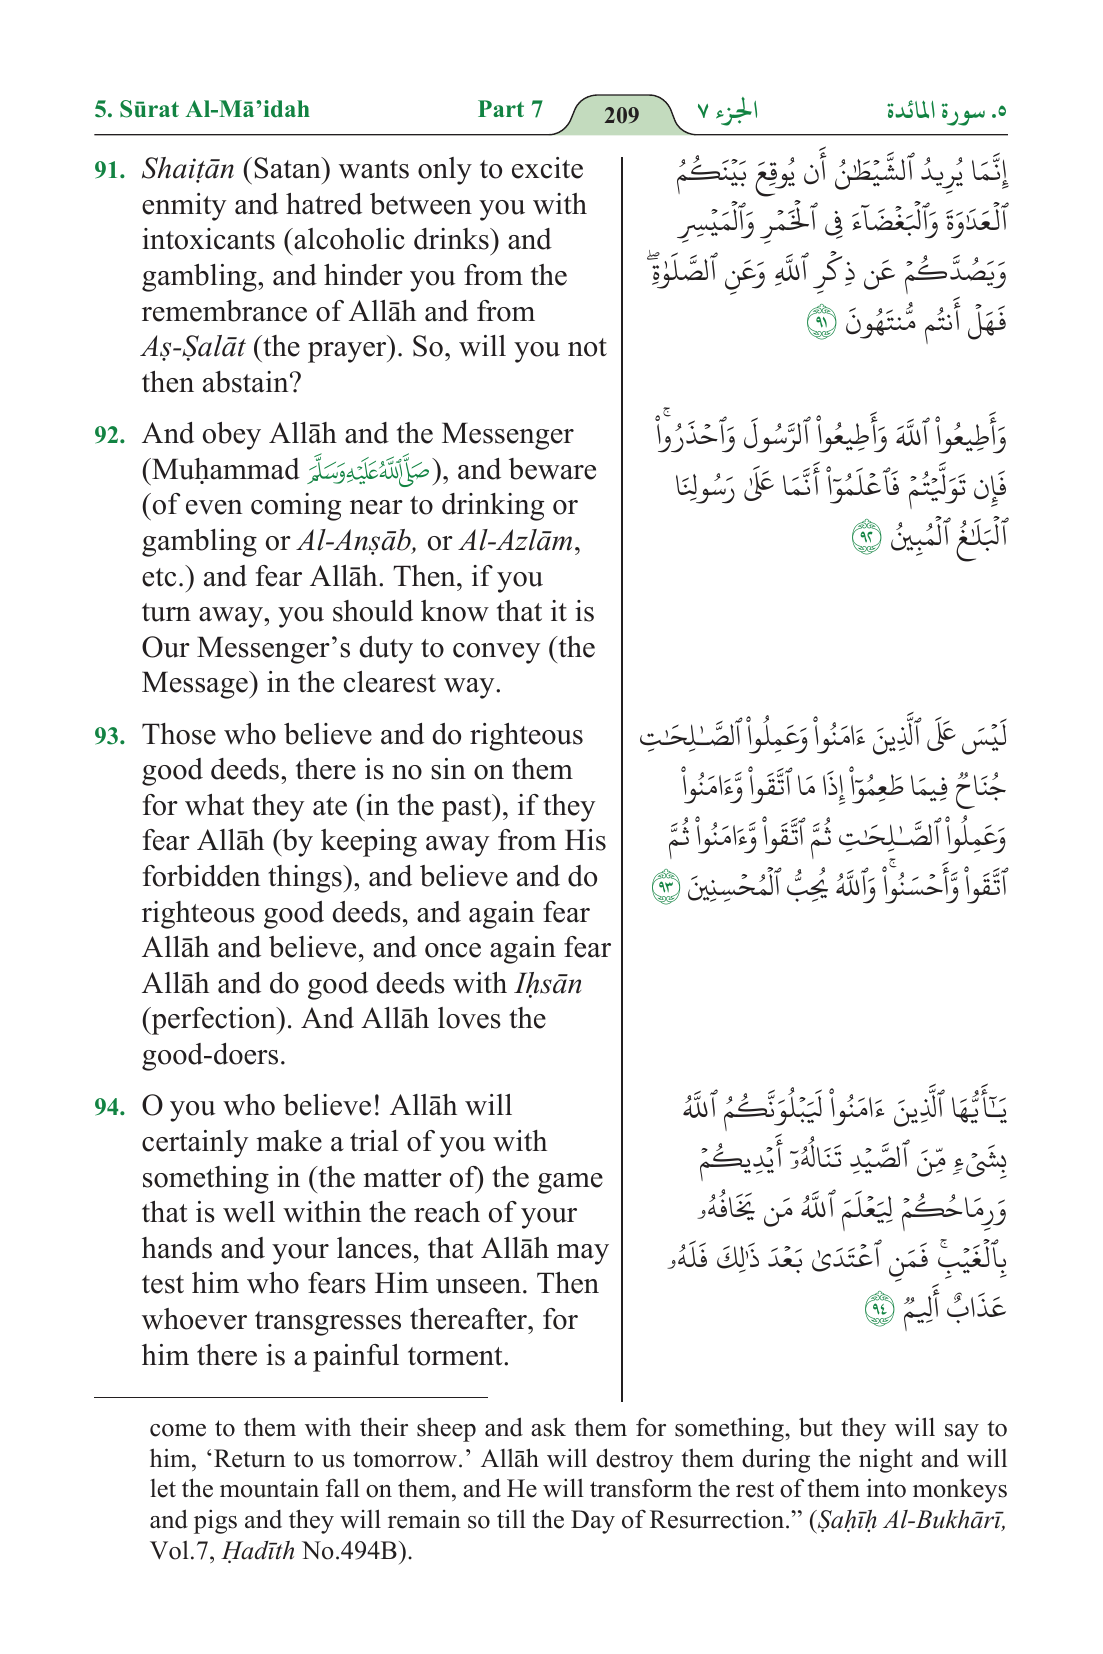 5. Sūrat Al-Mā’idah Part 7 209 الجزء ٧ ٥. سورة المائدة
91. Shaiṭān (Satan) wants only to excite
enmity and hatred between you with
intoxicants (alcoholic drinks) and
gambling, and hinder you from the
remembrance of Allāh and from
Aṣ-Ṣalāt (the prayer). So, will you not
then abstain?
إِنَّمَا يُرِيدُ ٱلشَّيْطَٰنُ أَن يُوقِعَ بَيْنَكُمُ
ٱلْعَدَٰوَةَ وَٱلْبَغْضَآءَ فِى ٱلْخَمْرِ وَٱلْمَيْسِرِ
وَيَصُدَّكُمْ عَن ذِكْرِ ٱللَّهِ وَعَنِ ٱلصَّلَوٰةِ ۖ
فَهَلْ أَنتُم مُّنتَهُونَ ٩١
92. And obey Allāh and the Messenger
(Muḥammad صَلَّى ٱللَّهُ عَلَيْهِ وَسَلَّمَ), and beware
(of even coming near to drinking or
gambling or Al-Anṣāb, or Al-Azlām,
etc.) and fear Allāh. Then, if you
turn away, you should know that it is
Our Messenger’s duty to convey (the
Message) in the clearest way.
وَأَطِيعُوا۟ ٱللَّهَ وَأَطِيعُوا۟ ٱلرَّسُولَ وَٱحْذَرُوا۟ ۚ
فَإِن تَوَلَّيْتُمْ فَٱعْلَمُوٓا۟ أَنَّمَا عَلَىٰ رَسُولِنَا
ٱلْبَلَٰغُ ٱلْمُبِينُ ٩٢
93. Those who believe and do righteous
good deeds, there is no sin on them
for what they ate (in the past), if they
fear Allāh (by keeping away from His
forbidden things), and believe and do
righteous good deeds, and again fear
Allāh and believe, and once again fear
Allāh and do good deeds with Iḥsān
(perfection). And Allāh loves the
good-doers.
لَيْسَ عَلَى ٱلَّذِينَ ءَامَنُوا۟ وَعَمِلُوا۟ ٱلصَّٰلِحَٰتِ
جُنَاحٌ فِيمَا طَعِمُوٓا۟ إِذَا مَا ٱتَّقَوا۟ وَّءَامَنُوا۟
وَعَمِلُوا۟ ٱلصَّٰلِحَٰتِ ثُمَّ ٱتَّقَوا۟ وَّءَامَنُوا۟ ثُمَّ
ٱتَّقَوا۟ وَّأَحْسَنُوا۟ ۚ وَٱللَّهُ يُحِبُّ ٱلْمُحْسِنِينَ ٩٣
94. O you who believe! Allāh will
certainly make a trial of you with
something in (the matter of) the game
that is well within the reach of your
hands and your lances, that Allāh may
test him who fears Him unseen. Then
whoever transgresses thereafter, for
him there is a painful torment.
يَٰٓأَيُّهَا ٱلَّذِينَ ءَامَنُوا۟ لَيَبْلُوَنَّكُمُ ٱللَّهُ
بِشَىْءٍ مِّنَ ٱلصَّيْدِ تَنَالُهُۥٓ أَيْدِيكُمْ
وَرِمَاحُكُمْ لِيَعْلَمَ ٱللَّهُ مَن يَخَافُهُۥ
بِٱلْغَيْبِ ۚ فَمَنِ ٱعْتَدَىٰ بَعْدَ ذَٰلِكَ فَلَهُۥ
عَذَابٌ أَلِيمٌ ٩٤
come to them with their sheep and ask them for something, but they will say to
him, ‘Return to us tomorrow.’ Allāh will destroy them during the night and will
let the mountain fall on them, and He will transform the rest of them into monkeys
and pigs and they will remain so till the Day of Resurrection.” (Ṣaḥīḥ Al-Bukhārī,
Vol.7, Ḥadīth No.494B).